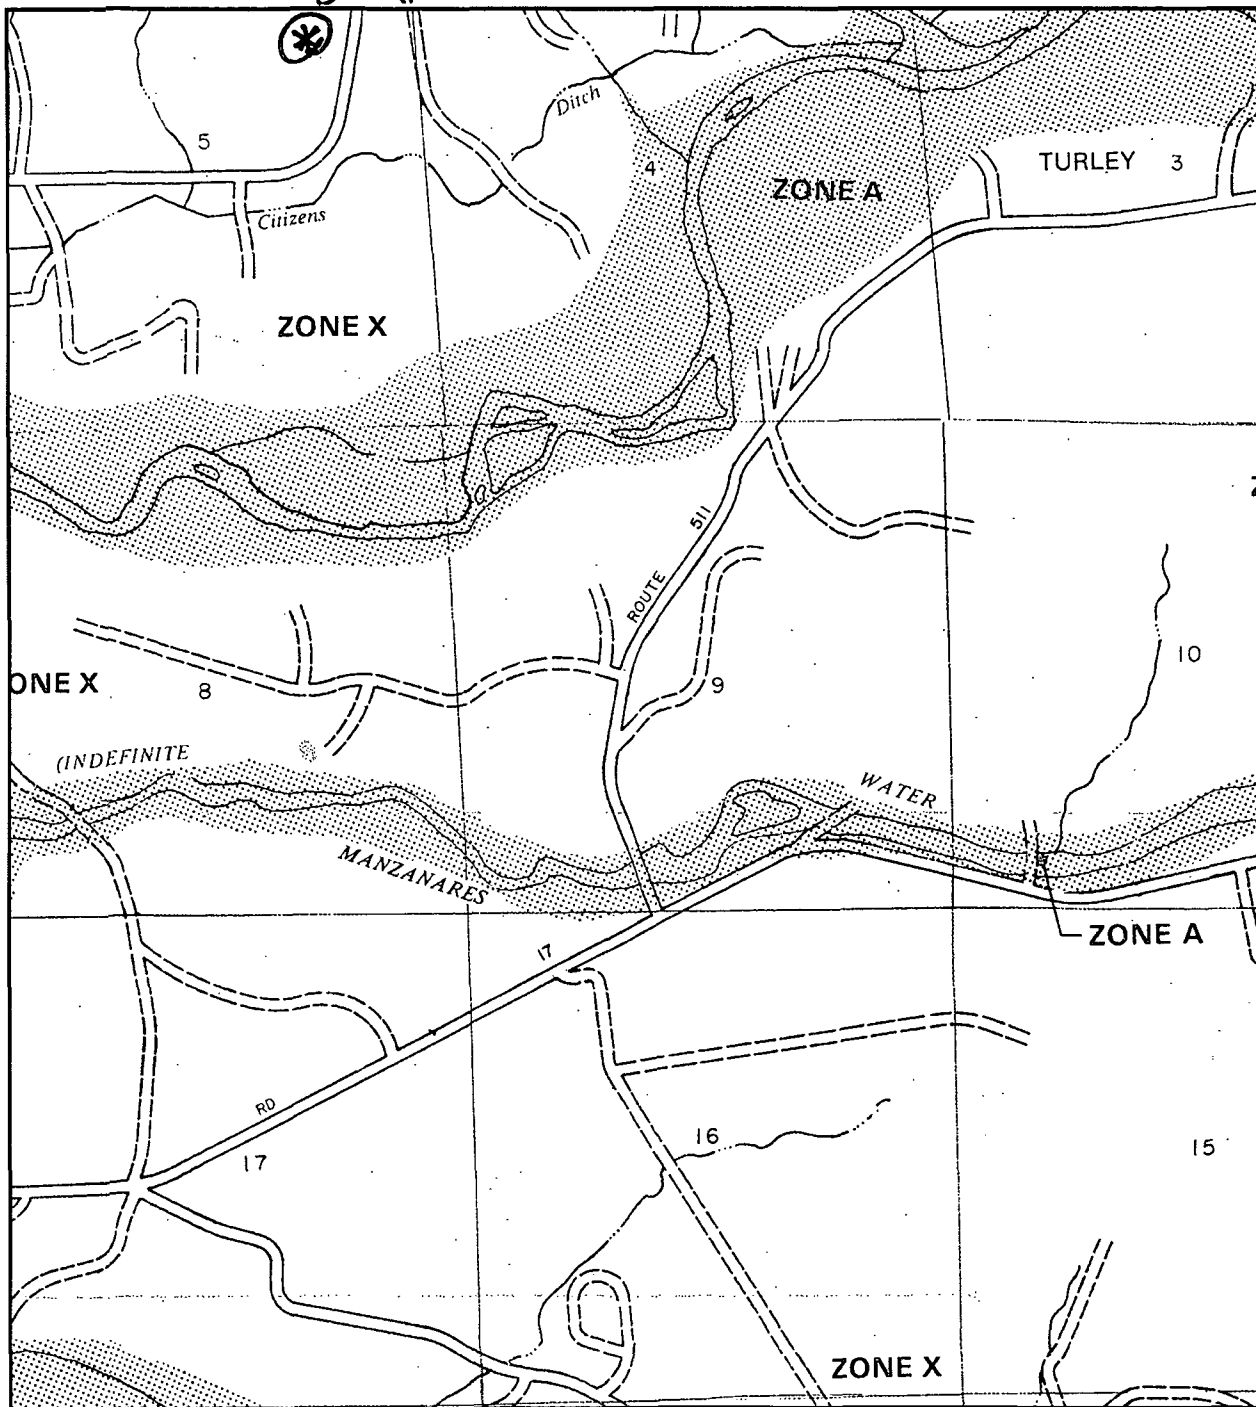 Ditch
5
4
ZONE A
TURLEY 3
Citizens
ZONE X
ROUTE 511
10
ONE X
8
9
(INDEFINITE
WATER
MANZANARES
ZONE A
17
RD
17
16
15
ZONE X